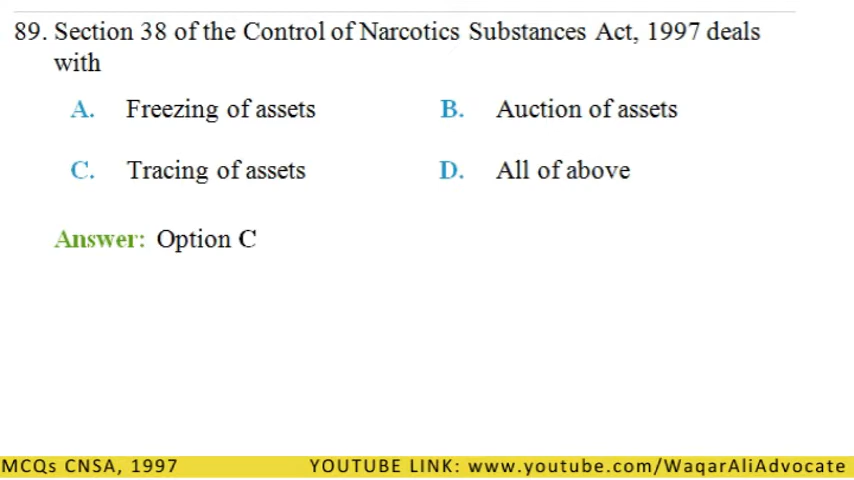 89. Section 38 of the Control of Narcotics Substances Act, 1997 deals
with
A. Freezing of assets B. Auction of assets
C. Tracing of assets D. All of above
Answer: Option C
MCQs CNSA, 1997 YOUTUBE LINK: www.youtube.com/WaqarAliAdvocate